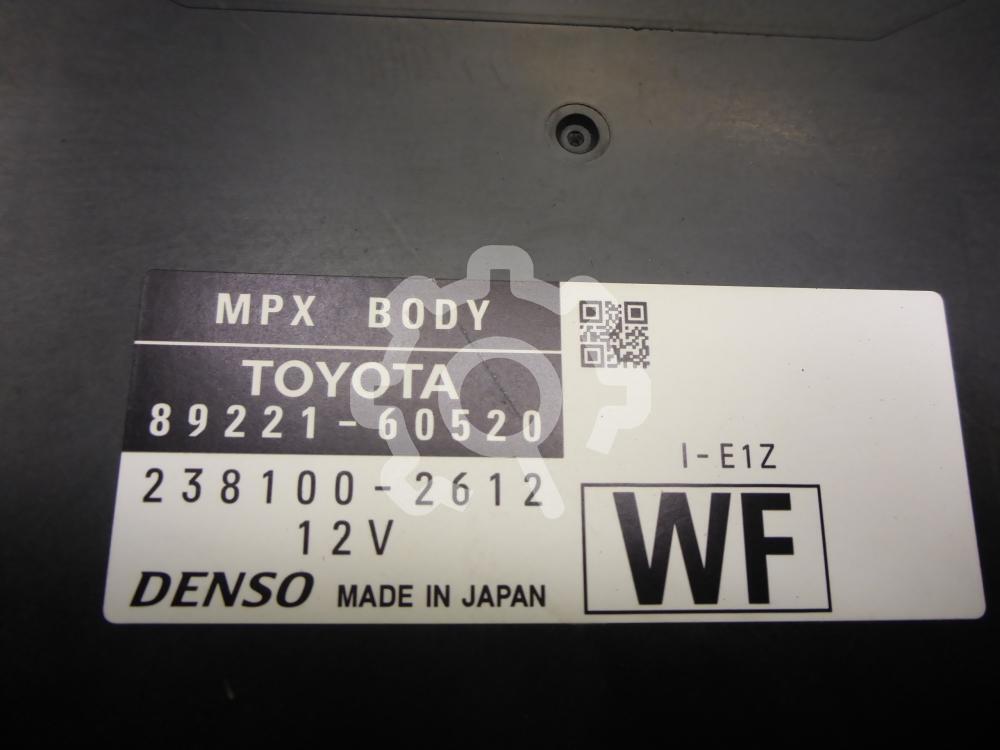 MPX BODY
TOYOTA
89221-60520
238100-2612
12V
DENSO MADE IN JAPAN
I-E1Z
WF